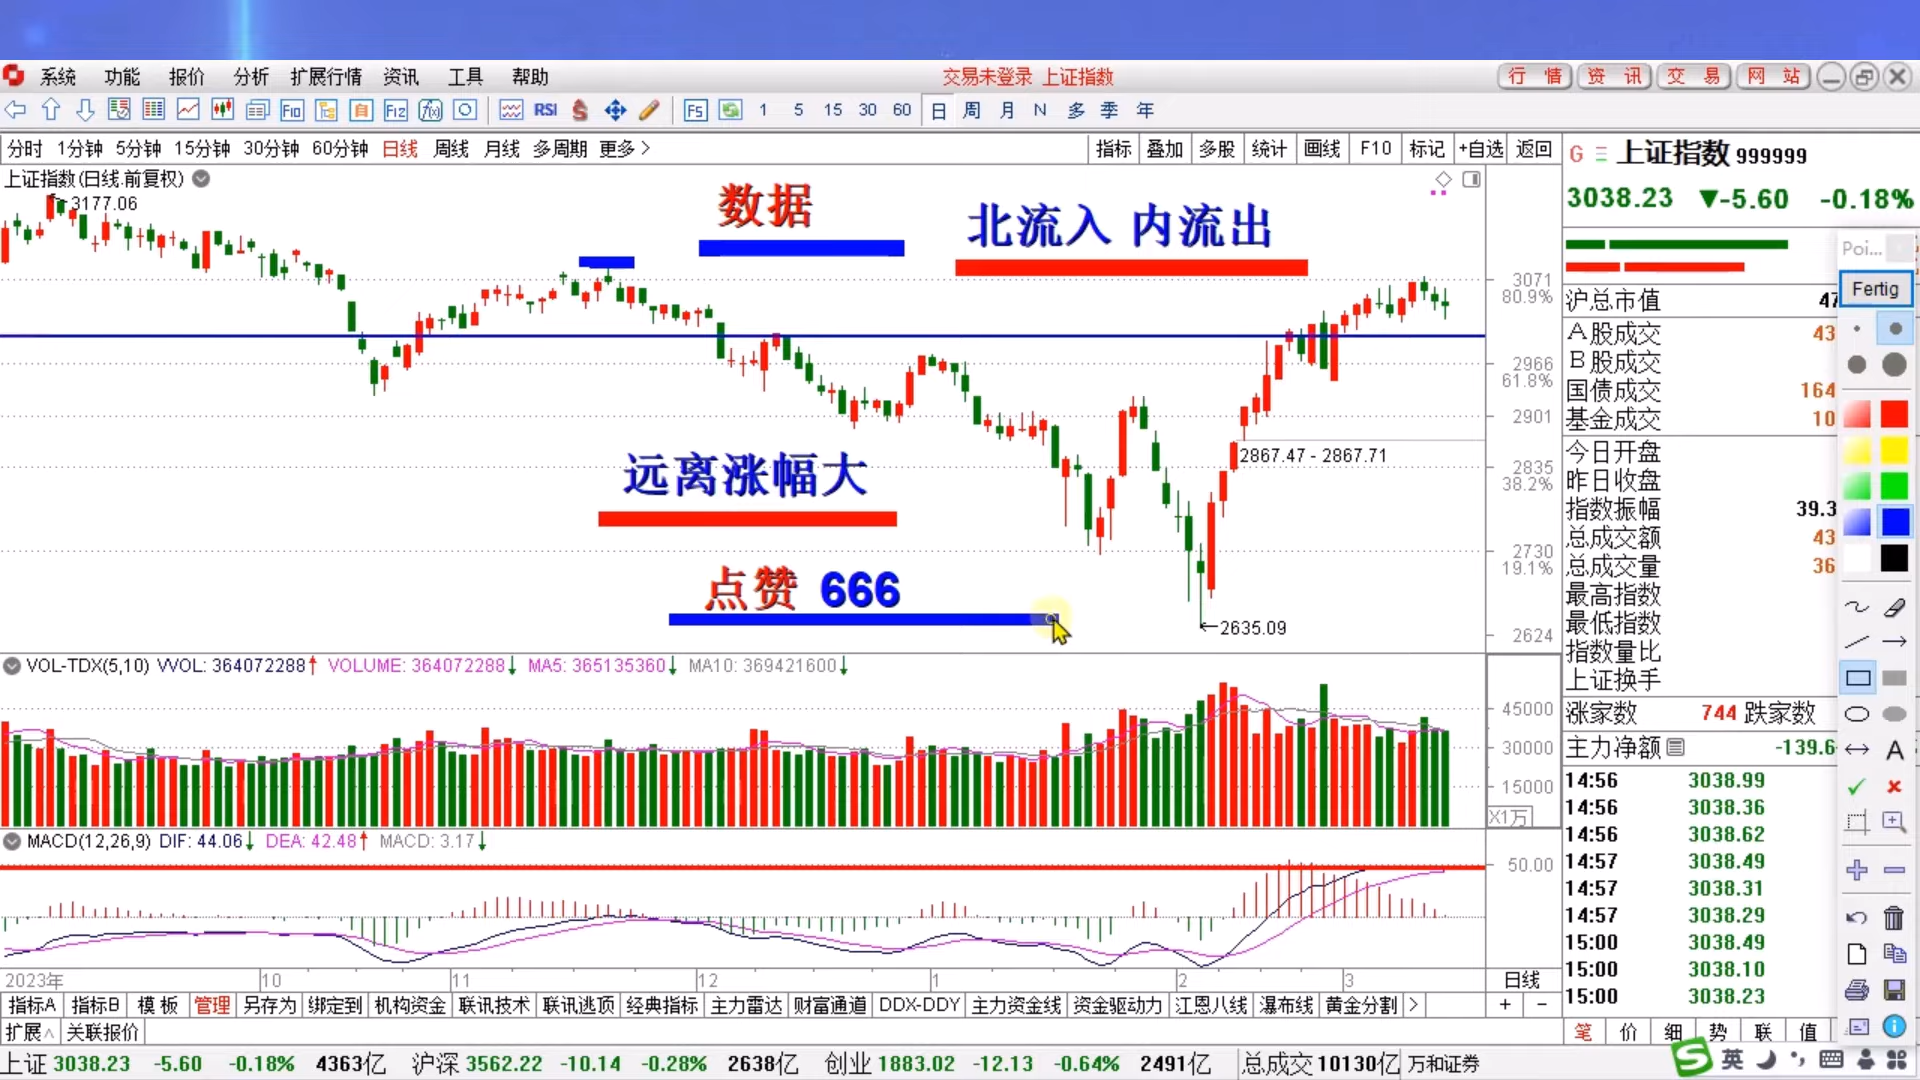 系统 功能 报价 分析 扩展行情 资讯 工具 帮助 交易未登录 上证指数 行情 资讯 交易 网站
F10 F12 f(x) RSI F5 1 5 15 30 60 日 周 月 N 多 季 年
分时 1分钟 5分钟 15分钟 30分钟 60分钟 日线 周线 月线 多周期 更多 指标 叠加 多股 统计 画线 F10 标记 +自选 返回
上证指数(日线.前复权)
3177.06
数据
北流入 内流出
远离涨幅大
点赞 666
2867.47 - 2867.71
2635.09
3071
80.9%
2966
61.8%
2901
2835
38.2%
2730
19.1%
2624
VOL-TDX(5,10) VVOL: 364072288 VOLUME: 364072288 MA5: 365135360 MA10: 369421600
45000
30000
15000
X1万
MACD(12,26,9) DIF: 44.06 DEA: 42.48 MACD: 3.17
50.00
2023年 10 11 12 1 2 3 日线
指标A 指标B 模板 管理 另存为 绑定到 机构资金 联讯技术 联讯逃顶 经典指标 主力雷达 财富通道 DDX-DDY 主力资金线 资金驱动力 江恩八线 瀑布线 黄金分割 + −
扩展 关联报价
G 上证指数 999999
3038.23 ▼-5.60 -0.18%
Poi...
Fertig
沪总市值 47
A股成交 43
B股成交
国债成交 164
基金成交 10
今日开盘
昨日收盘
指数振幅 39.3
总成交额 43
总成交量 36
最高指数
最低指数
指数量比
上证换手
涨家数 744 跌家数
主力净额 -139.6
A
14:56 3038.99
14:56 3038.36
14:56 3038.62
14:57 3038.49
14:57 3038.31
14:57 3038.29
15:00 3038.49
15:00 3038.10
15:00 3038.23
笔 价 细 势 联 值
上证 3038.23 -5.60 -0.18% 4363亿 沪深 3562.22 -10.14 -0.28% 2638亿 创业 1883.02 -12.13 -0.64% 2491亿 总成交 10130亿 万和证券
S 英